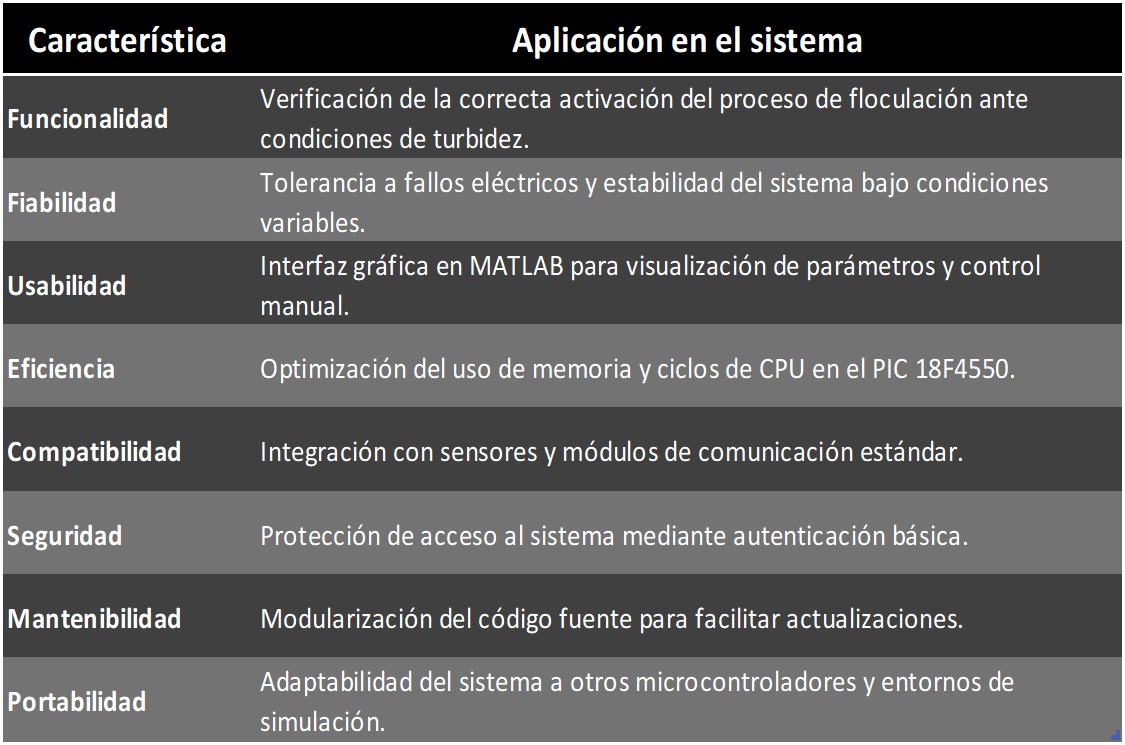 Característica Aplicación en el sistema
Funcionalidad
Verificación de la correcta activación del proceso de floculación ante
condiciones de turbidez.
Fiabilidad
Tolerancia a fallos eléctricos y estabilidad del sistema bajo condiciones
variables.
Usabilidad
Interfaz gráfica en MATLAB para visualización de parámetros y control
manual.
Eficiencia
Optimización del uso de memoria y ciclos de CPU en el PIC 18F4550.
Compatibilidad
Integración con sensores y módulos de comunicación estándar.
Seguridad
Protección de acceso al sistema mediante autenticación básica.
Mantenibilidad
Modularización del código fuente para facilitar actualizaciones.
Portabilidad
Adaptabilidad del sistema a otros microcontroladores y entornos de
simulación.